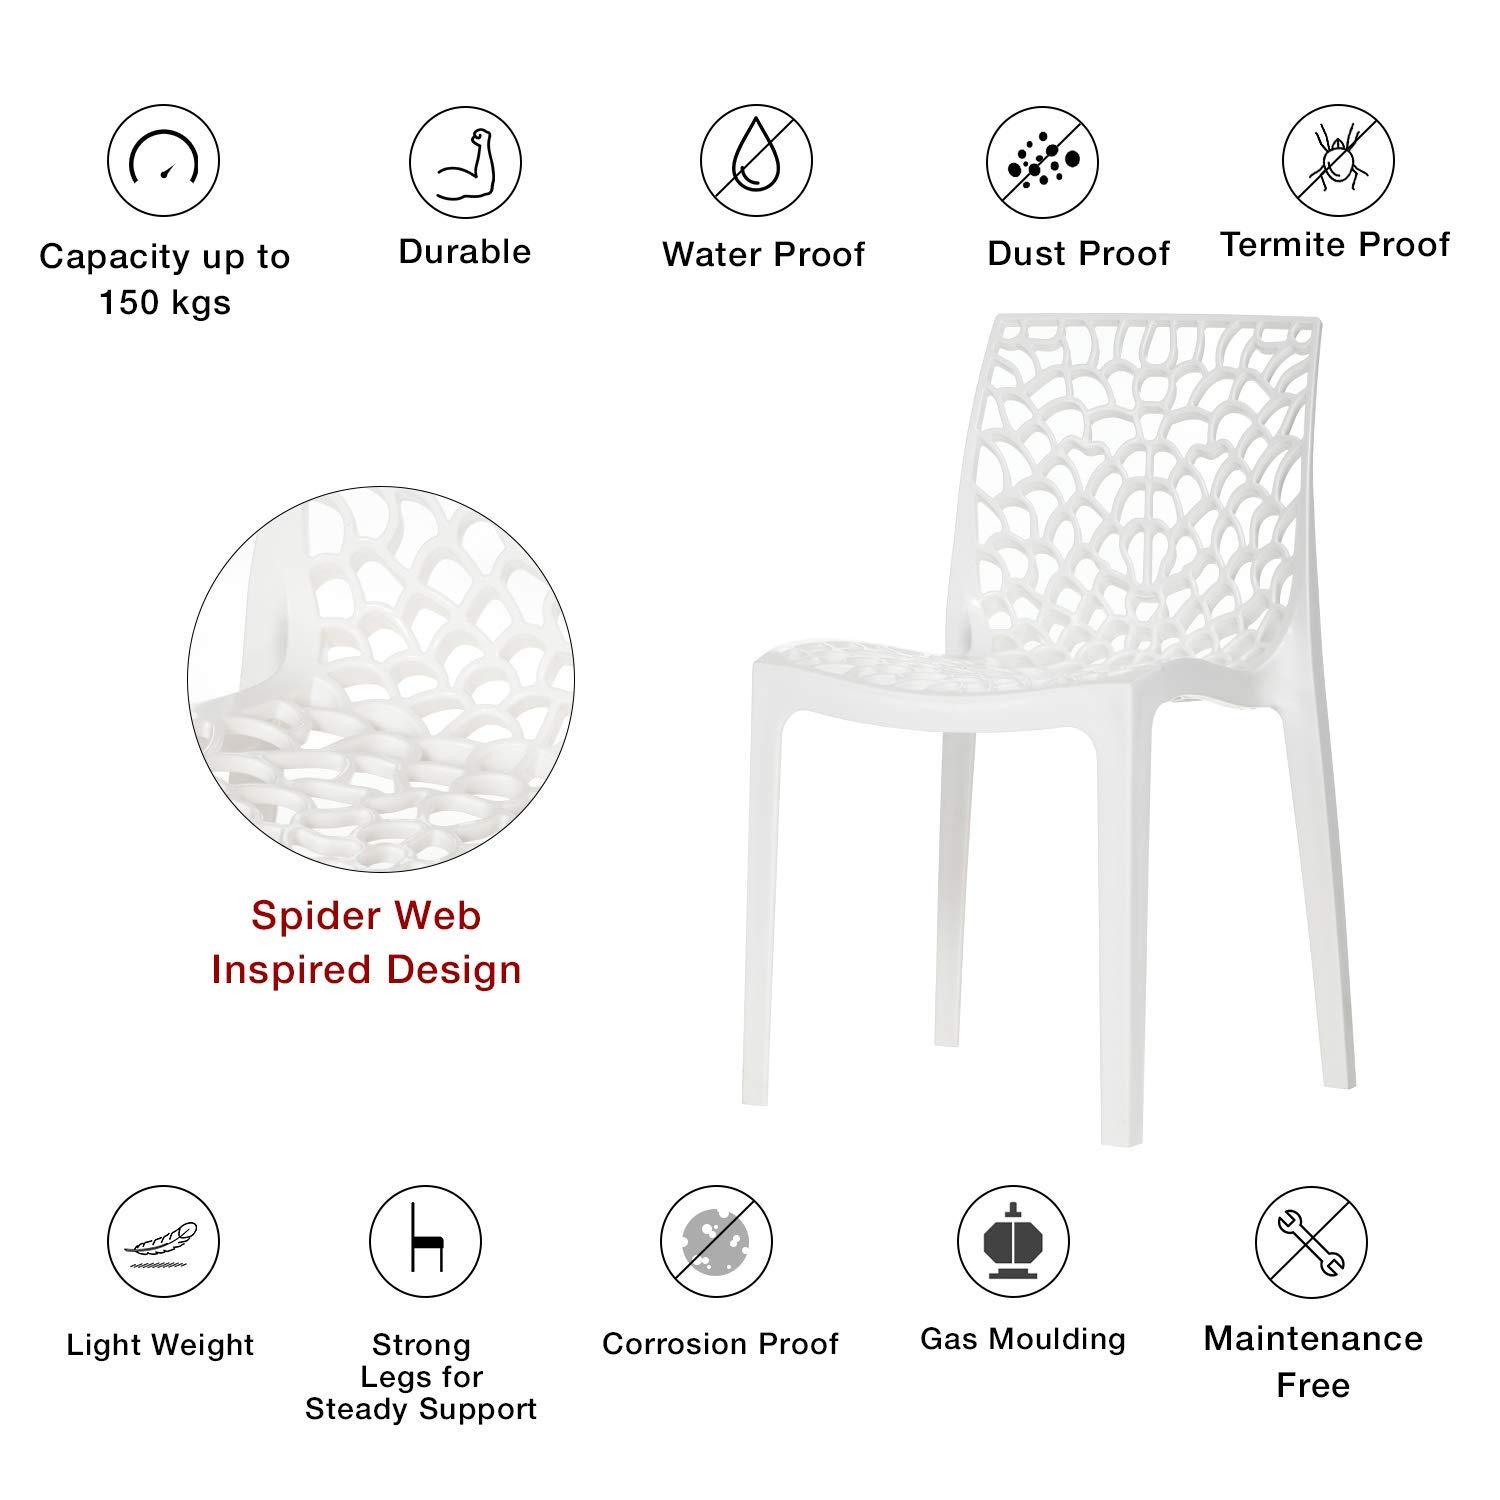 Capacity up to
150 kgs
Durable
Water Proof
Dust Proof
Termite Proof
Spider Web
Inspired Design
Light Weight
Strong
Legs for
Steady Support
Corrosion Proof
Gas Moulding
Maintenance
Free